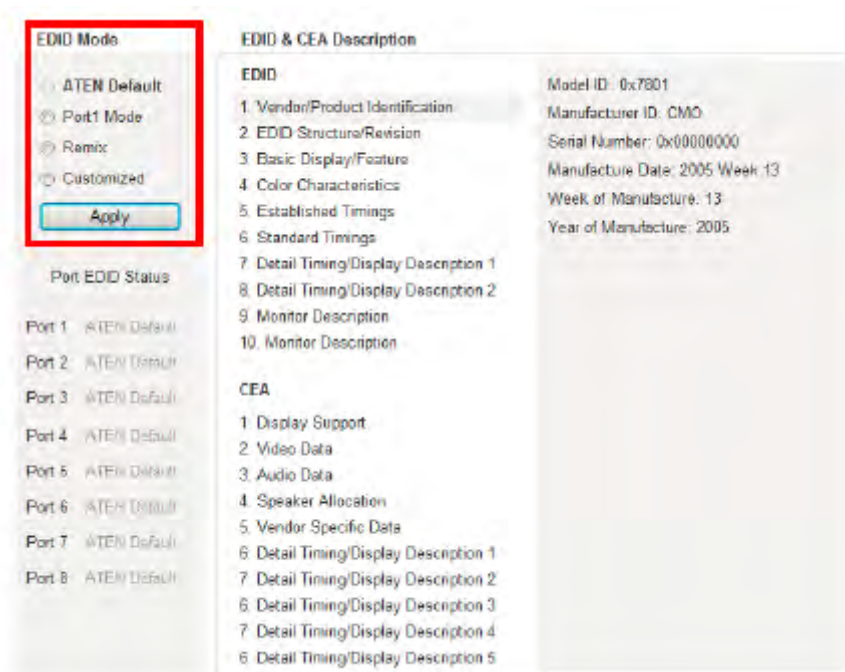 EDID Mode
ATEN Default
Port1 Mode
Remix
Customized
Apply
Port EDID Status
Port 1 ATEN Default
Port 2 ATEN Default
Port 3 ATEN Default
Port 4 ATEN Default
Port 5 ATEN Default
Port 6 ATEN Default
Port 7 ATEN Default
Port 8 ATEN Default
EDID & CEA Description
EDID
1. Vendor/Product Identification
2. EDID Structure/Revision
3. Basic Display/Feature
4. Color Characteristics
5. Established Timings
6. Standard Timings
7. Detail Timing/Display Description 1
8. Detail Timing/Display Description 2
9. Monitor Description
10. Monitor Description
CEA
1. Display Support
2. Video Data
3. Audio Data
4. Speaker Allocation
5. Vendor Specific Data
6. Detail Timing/Display Description 1
7. Detail Timing/Display Description 2
6. Detail Timing/Display Description 3
7. Detail Timing/Display Description 4
6. Detail Timing/Display Description 5
Model ID: 0x7801
Manufacturer ID: CMO
Serial Number: 0x00000000
Manufacture Date: 2005 Week 13
Week of Manufacture: 13
Year of Manufacture: 2005